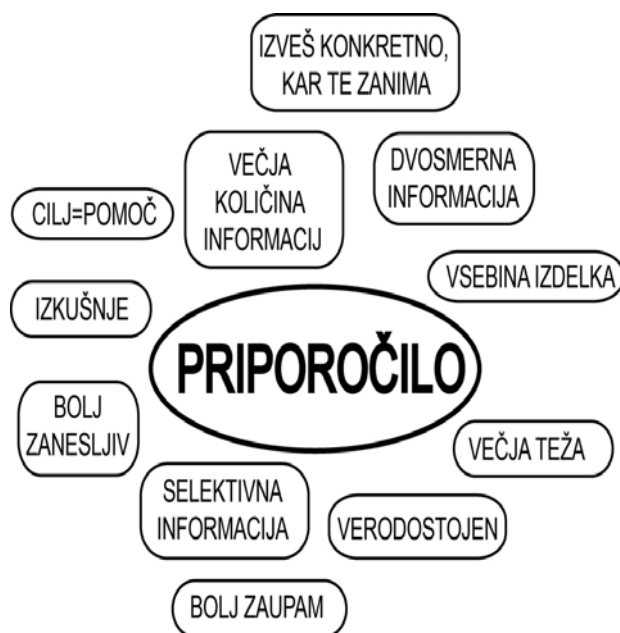 IZVEŠ KONKRETNO,
KAR TE ZANIMA
VEČJA
KOLIČINA
INFORMACIJ
DVOSMERNA
INFORMACIJA
CILJ=POMOČ
VSEBINA IZDELKA
IZKUŠNJE
PRIPOROČILO
BOLJ
ZANESLJIV
VEČJA TEŽA
SELEKTIVNA
INFORMACIJA
VERODOSTOJEN
BOLJ ZAUPAM